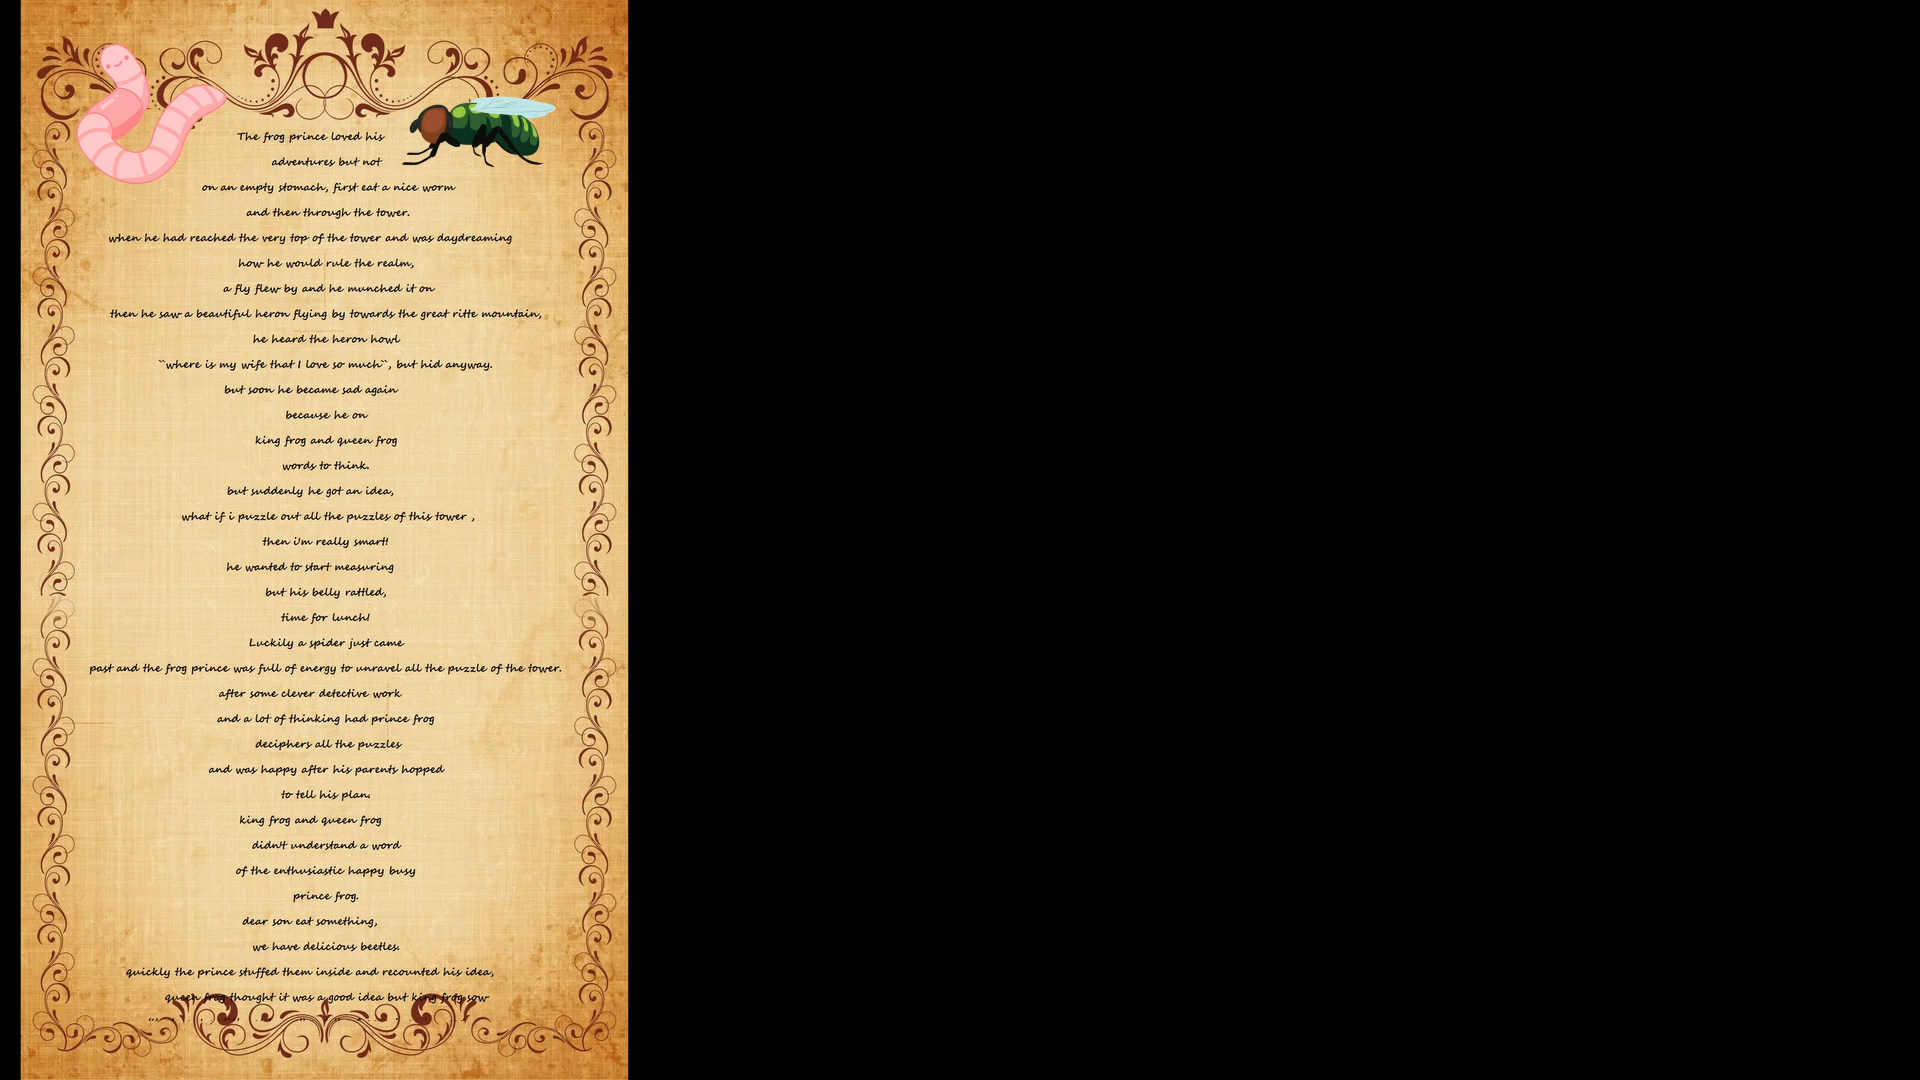 The frog prince loved his
adventures but not
on an empty stomach, first eat a nice worm
and then through the tower.
when he had reached the very top of the tower and was daydreaming
how he would rule the realm,
a fly flew by and he munched it on
then he saw a beautiful heron flying by towards the great ritte mountain,
he heard the heron howl
``where is my wife that I love so much``, but hid anyway.
but soon he became sad again
because he on
king frog and queen frog
words to think.
but suddenly he got an idea,
what if i puzzle out all the puzzles of this tower ,
then i'm really smart!
he wanted to start measuring
but his belly rattled,
time for lunch!
Luckily a spider just came
past and the frog prince was full of energy to unravel all the puzzle of the tower.
after some clever detective work
and a lot of thinking had prince frog
deciphers all the puzzles
and was happy after his parents hopped
to tell his plan.
king frog and queen frog
didn't understand a word
of the enthusiastic happy busy
prince frog.
dear son eat something,
we have delicious beetles.
quickly the prince stuffed them inside and recounted his idea,
queen frog thought it was a good idea but king frog sow